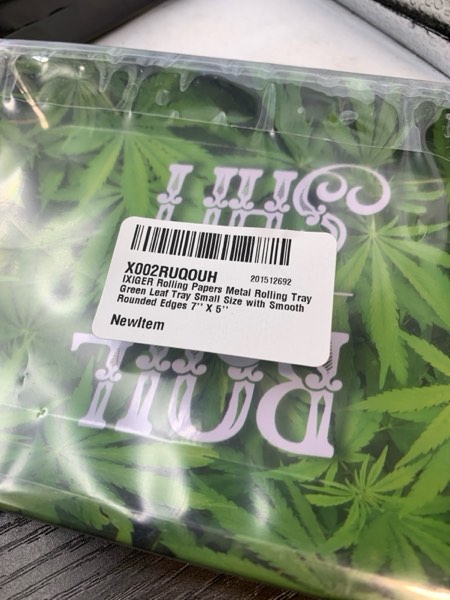 X002RUQOUH 201512692
IXIGER Rolling Papers Metal Rolling Tray
Green Leaf Tray Small Size with Smooth
Rounded Edges 7'' X 5''
NewItem
ROLL